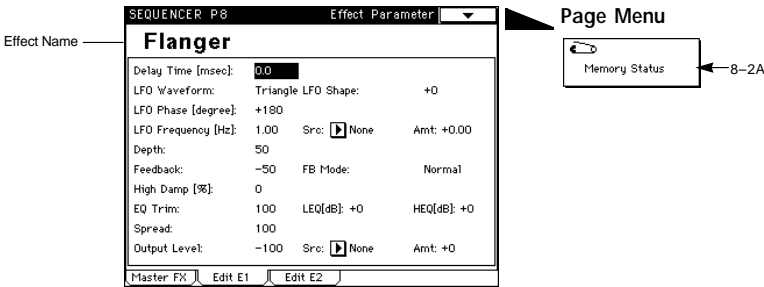 SEQUENCER P8 Effect Parameter
Page Menu
Effect Name
Flanger
Memory Status
8–2A
Delay Time [msec]: 0.0
LFO Waveform: Triangle LFO Shape: +0
LFO Phase [degree]: +180
LFO Frequency [Hz]: 1.00 Src: None Amt: +0.00
Depth: 50
Feedback: -50 FB Mode: Normal
High Damp [%]: 0
EQ Trim: 100 LEQ[dB]: +0 HEQ[dB]: +0
Spread: 100
Output Level: -100 Src: None Amt: +0
Master FX Edit E1 Edit E2